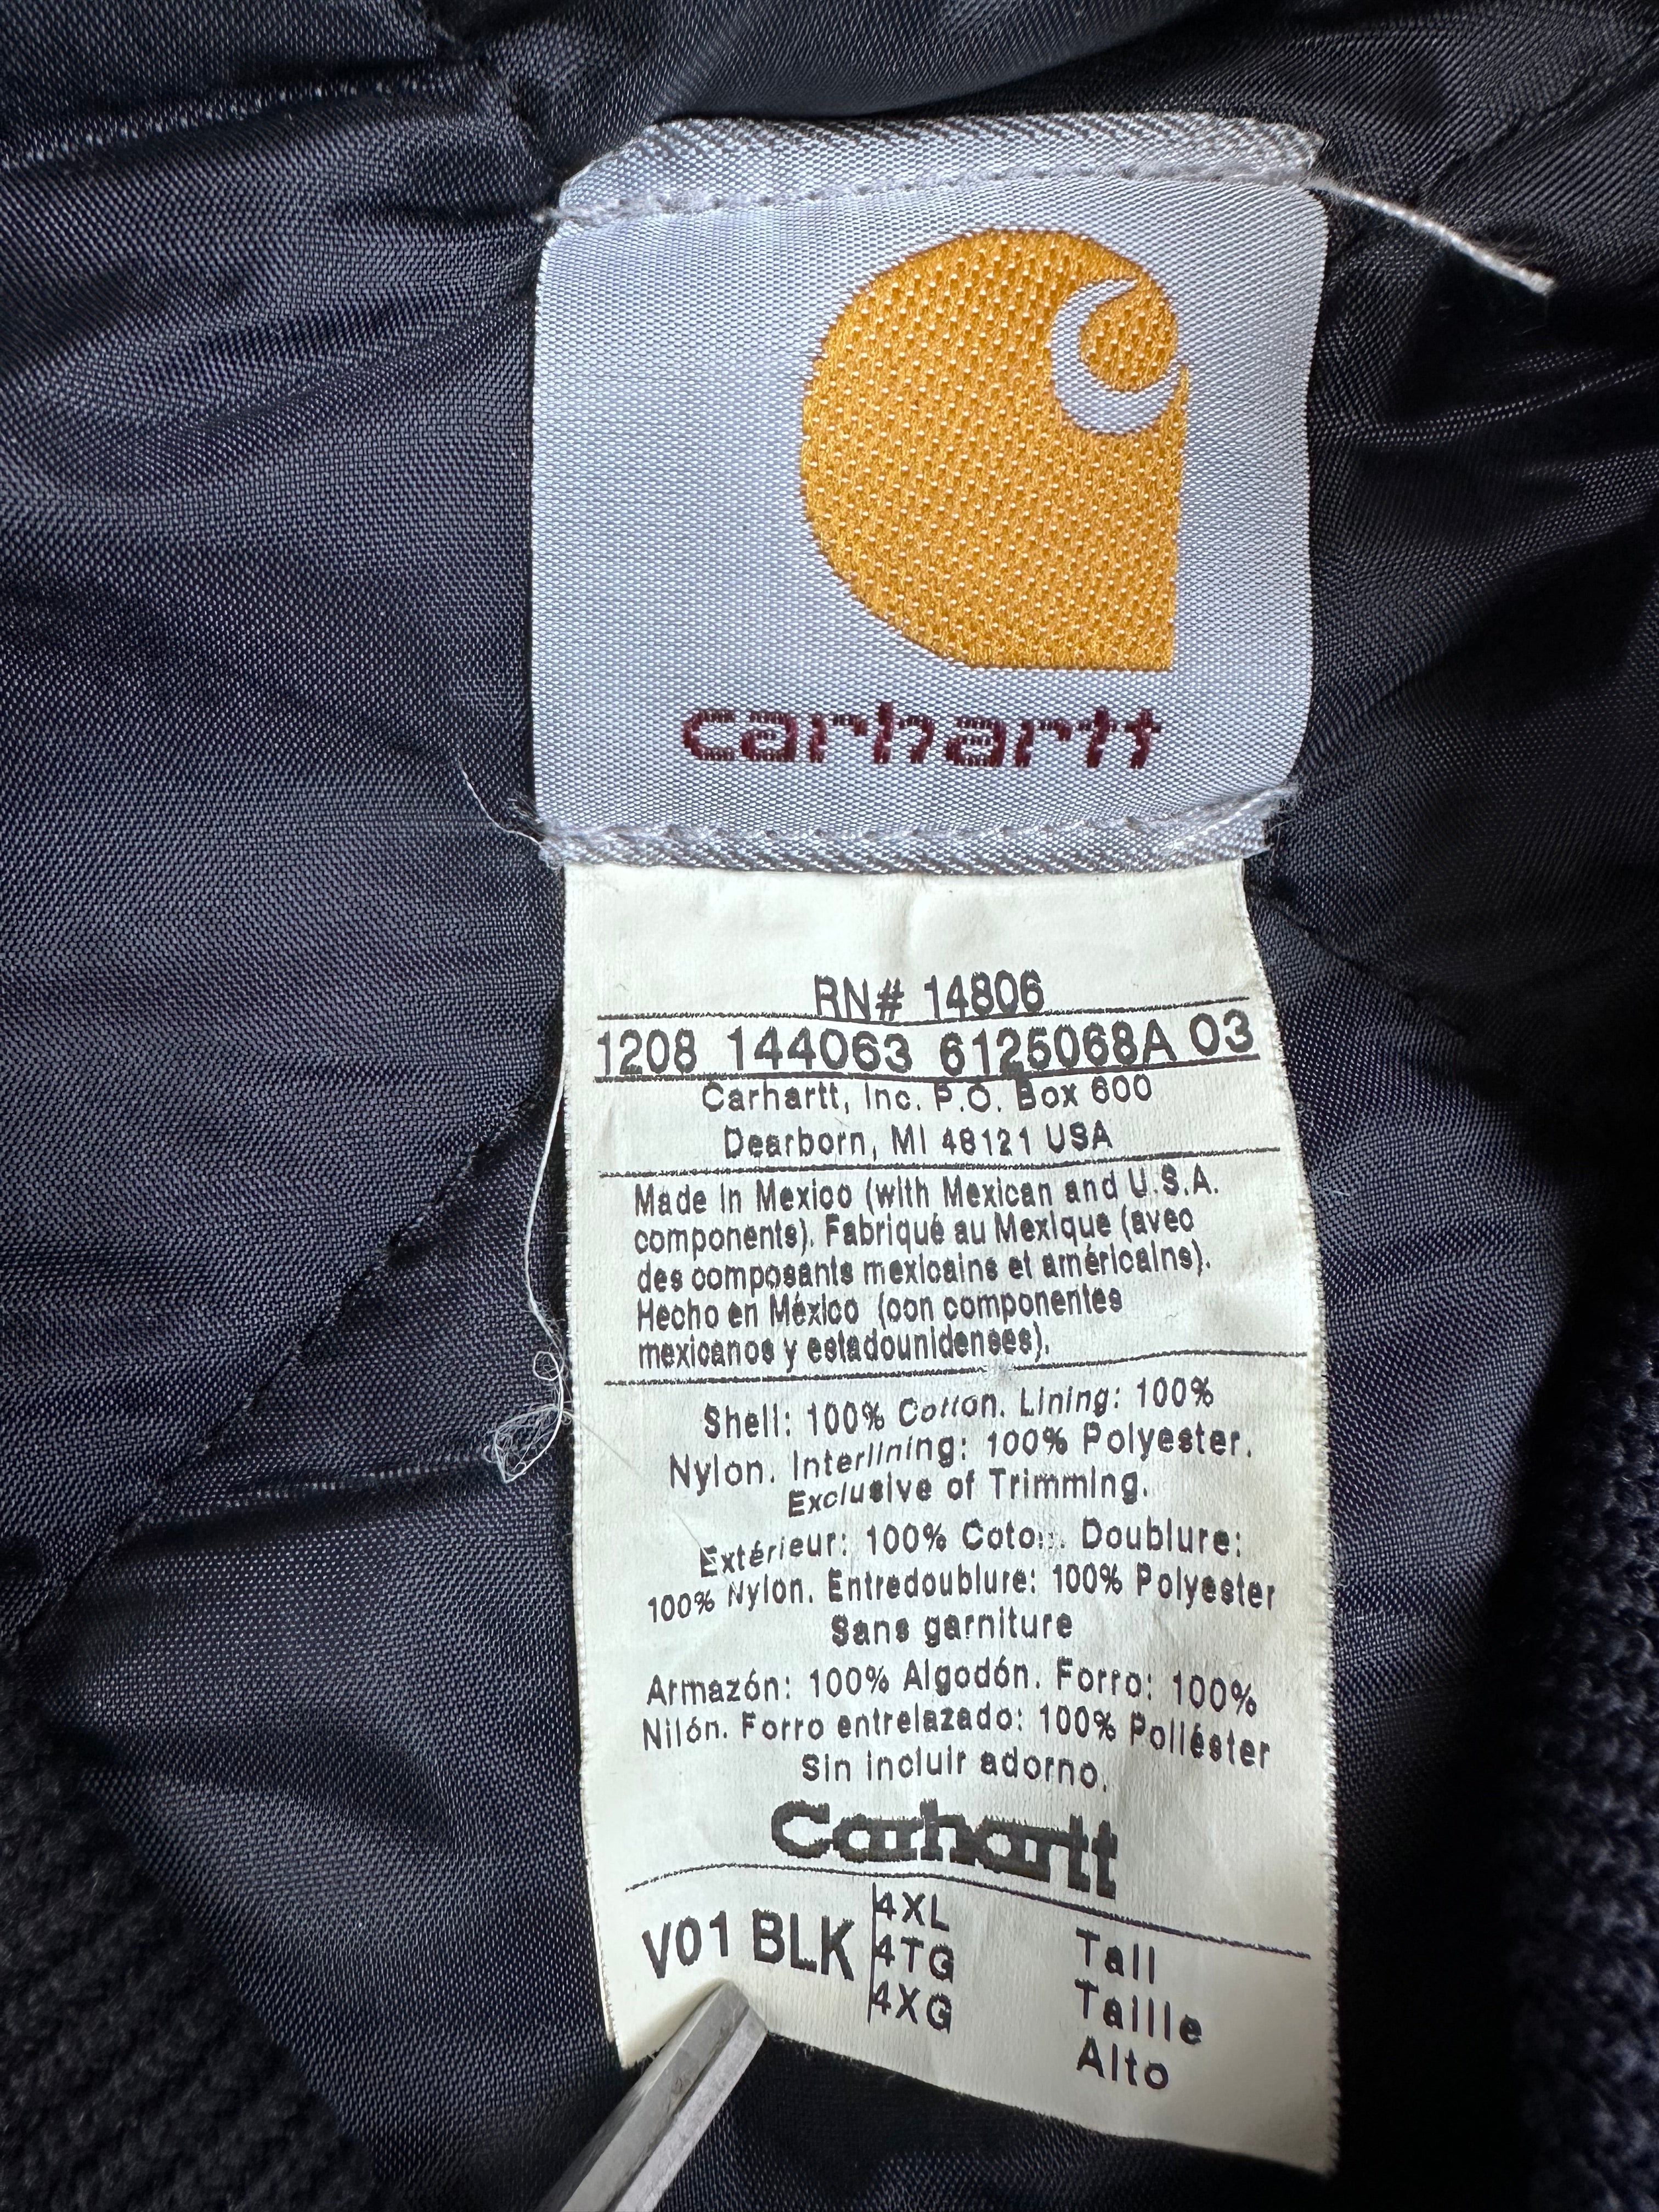 carhartt
RN# 14806
1208 144063 6125068A 03
Carhartt, Inc. P.O. Box 600
Dearborn, MI 48121 USA
Made in Mexico (with Mexican and U.S.A.
components). Fabriqué au Mexique (avec
des composants mexicains et américains).
Hecho en México (con componentes
mexicanos y estadounidenses).
Shell: 100% Cotton. Lining: 100%
Nylon. Interlining: 100% Polyester.
Exclusive of Trimming.
Extérieur: 100% Coton. Doublure:
100% Nylon. Entredoublure: 100% Polyester
Sans garniture
Armazón: 100% Algodón. Forro: 100%
Nilón. Forro entrelazado: 100% Poliéster
Sin incluir adorno.
Carhartt
V01 BLK
4XL Tall
4TG Taille
4XG Alto